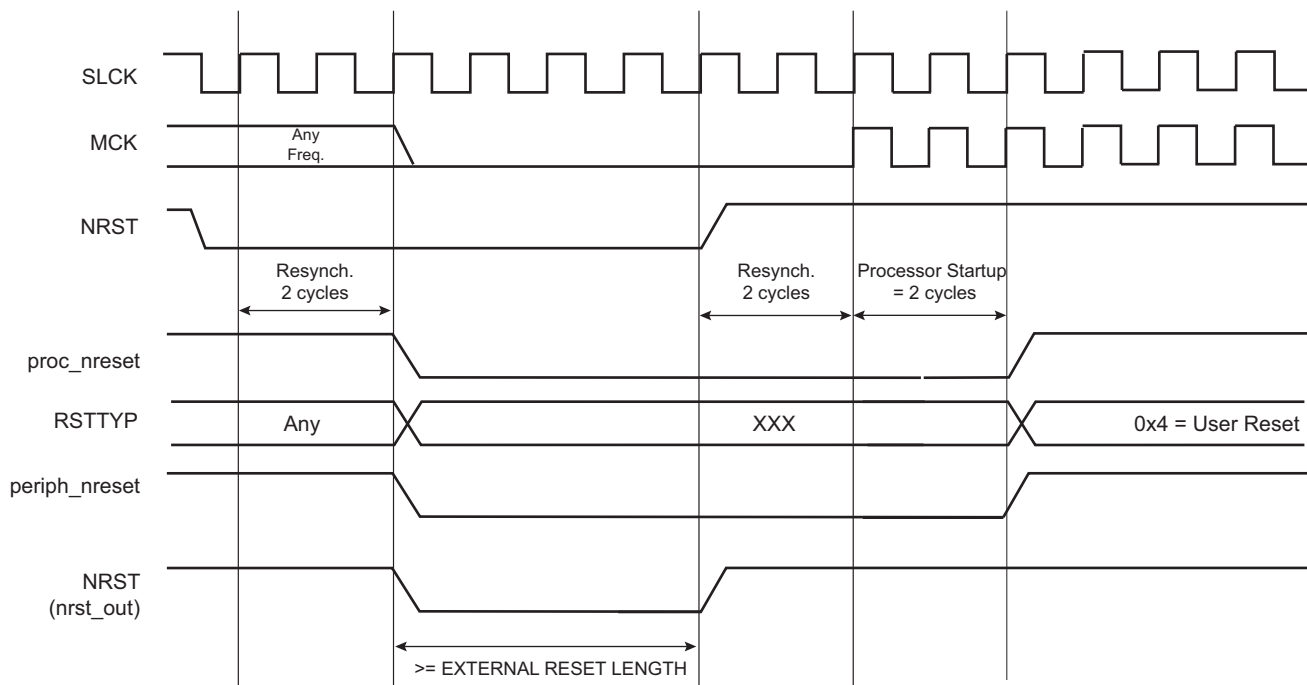 SLCK
MCK
Any
Freq.
NRST
Resynch.
2 cycles
Resynch.
2 cycles
Processor Startup
= 2 cycles
proc_nreset
RSTTYP
Any
XXX
0x4 = User Reset
periph_nreset
NRST
(nrst_out)
>= EXTERNAL RESET LENGTH